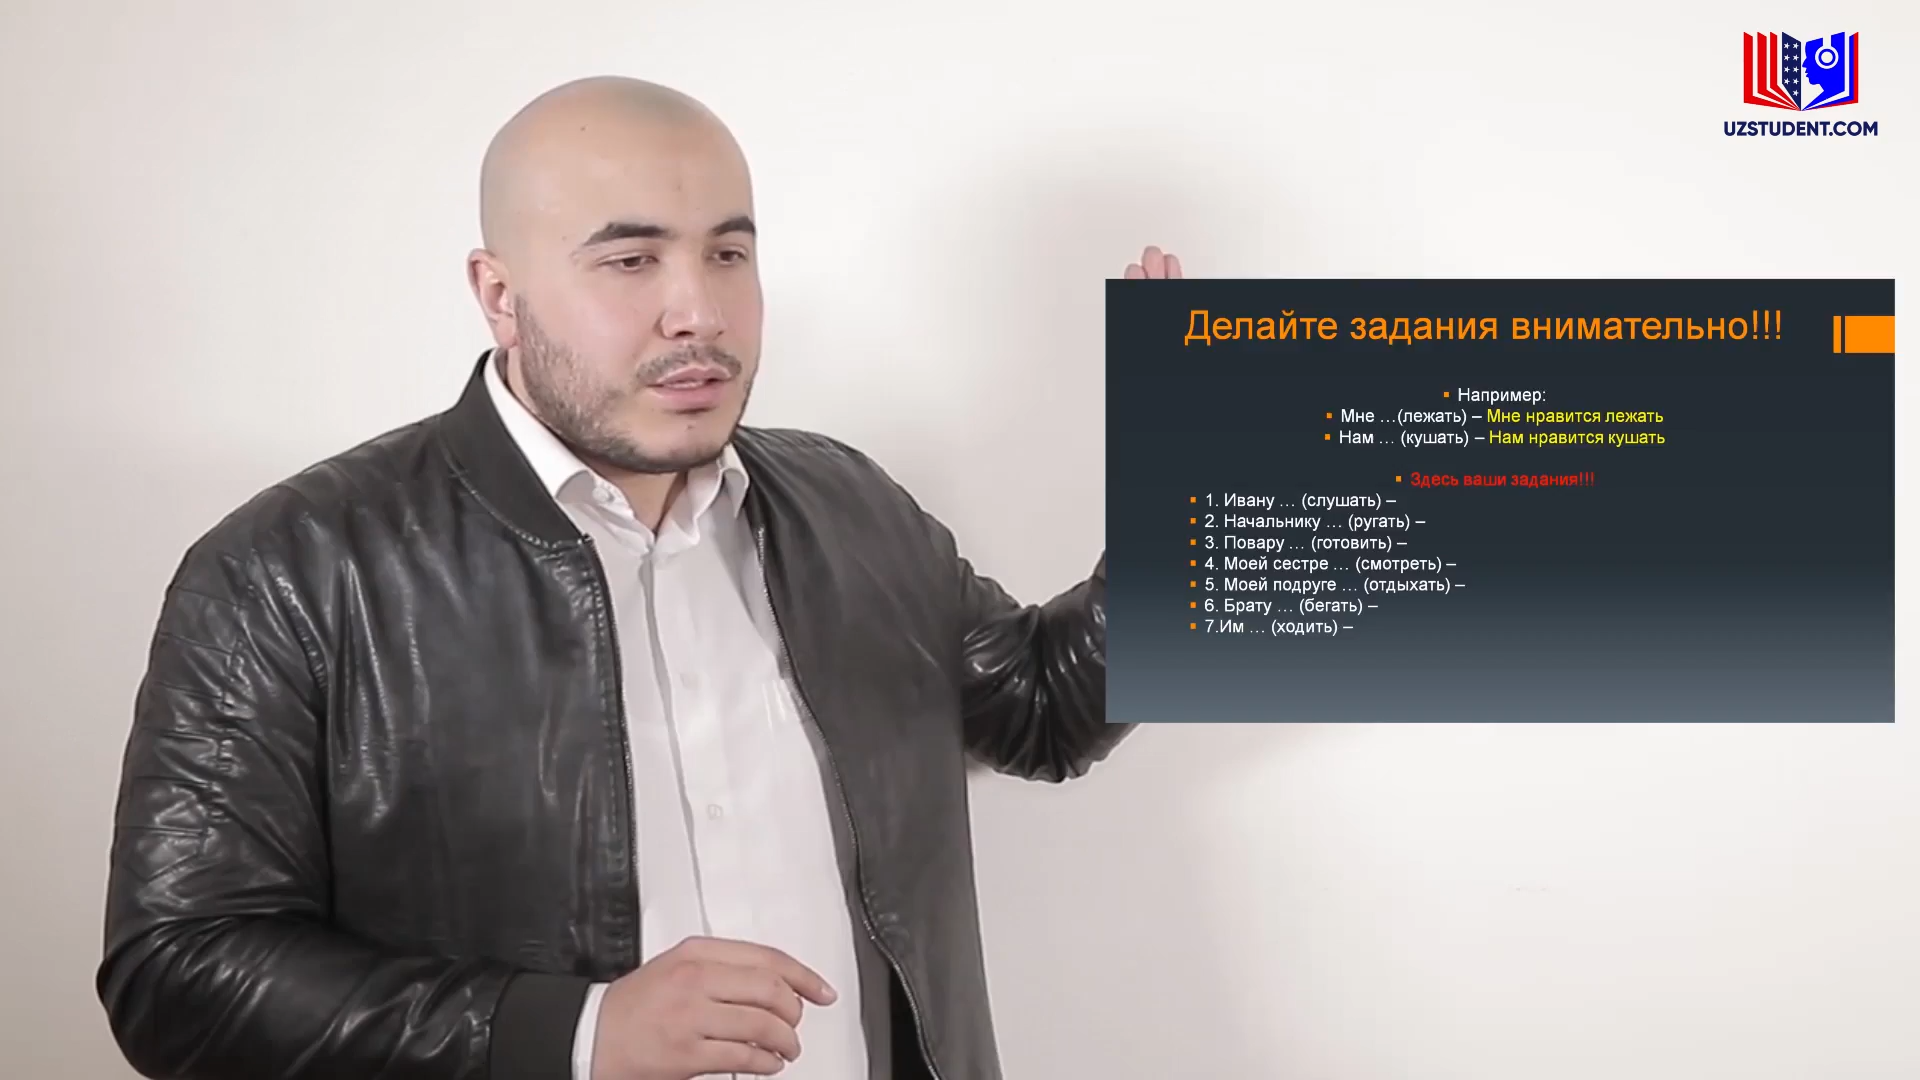 UZSTUDENT.COM
Делайте задания внимательно!!!
Например:
Мне …(лежать) – Мне нравится лежать
Нам … (кушать) – Нам нравится кушать
Здесь ваши задания!!!
1. Ивану … (слушать) –
2. Начальнику … (ругать) –
3. Повару … (готовить) –
4. Моей сестре … (смотреть) –
5. Моей подруге … (отдыхать) –
6. Брату … (бегать) –
7.Им … (ходить) –